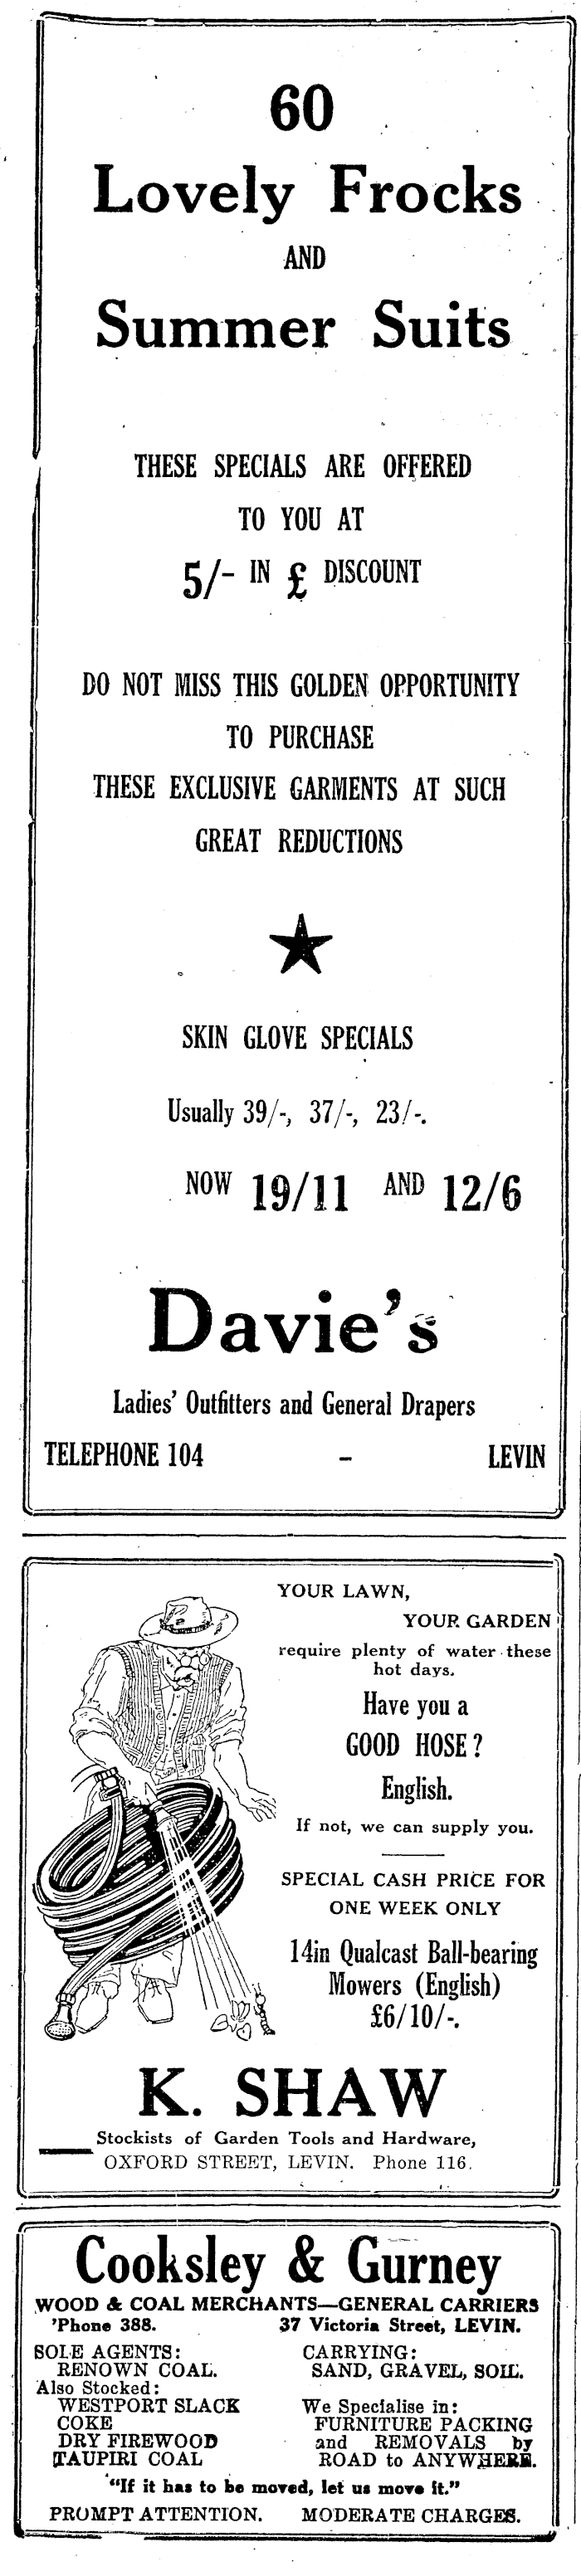 60
Lovely Frocks
AND
Summer Suits
THESE SPECIALS ARE OFFERED
TO YOU AT
5/- IN £ DISCOUNT
DO NOT MISS THIS GOLDEN OPPORTUNITY
TO PURCHASE
THESE EXCLUSIVE GARMENTS AT SUCH
GREAT REDUCTIONS
SKIN GLOVE SPECIALS
Usually 39/-, 37/-, 23/-.
NOW 19/11 AND 12/6
Davie's
Ladies' Outfitters and General Drapers
TELEPHONE 104 - LEVIN
YOUR LAWN,
YOUR GARDEN
require plenty of water these
hot days.
Have you a
GOOD HOSE?
English.
If not, we can supply you.
SPECIAL CASH PRICE FOR
ONE WEEK ONLY
14in Qualcast Ball-bearing
Mowers (English)
£6/10/-.
K. SHAW
Stockists of Garden Tools and Hardware,
OXFORD STREET, LEVIN. Phone 116.
Cooksley & Gurney
WOOD & COAL MERCHANTS—GENERAL CARRIERS
'Phone 388. 37 Victoria Street, LEVIN.
SOLE AGENTS:
RENOWN COAL.
Also Stocked:
WESTPORT SLACK
COKE
DRY FIREWOOD
TAUPIRI COAL
CARRYING:
SAND, GRAVEL, SOIL.
We Specialise in:
FURNITURE PACKING
and REMOVALS by
ROAD to ANYWHERE.
"If it has to be moved, let us move it."
PROMPT ATTENTION. MODERATE CHARGES.